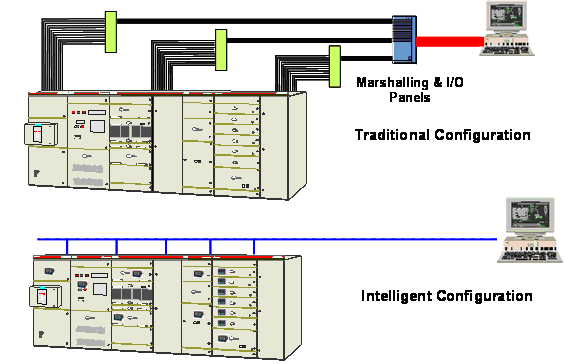 Marshalling & I/O
Panels
Traditional Configuration
Intelligent Configuration